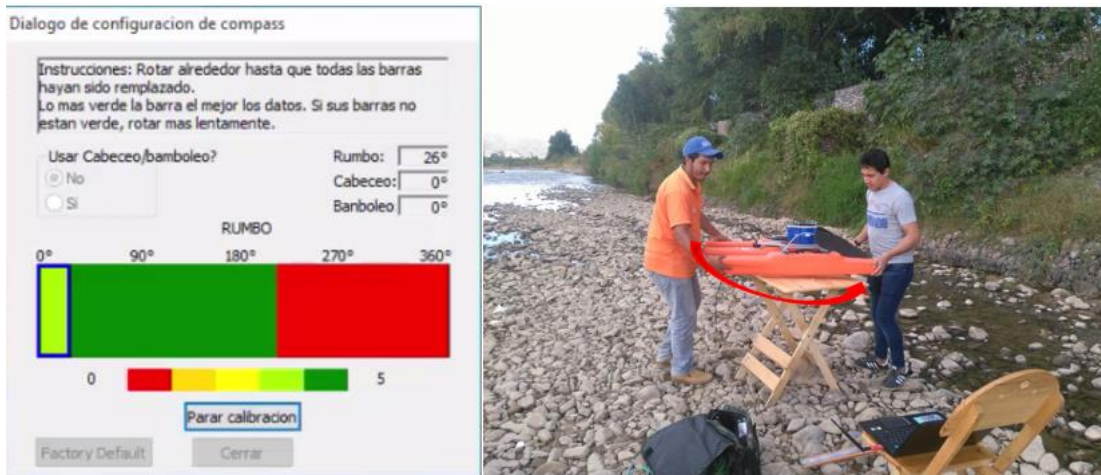 Dialogo de configuracion de compass
Instrucciones: Rotar alrededor hasta que todas las barras
hayan sido remplazado.
Lo mas verde la barra el mejor los datos. Si sus barras no
estan verde, rotar mas lentamente.
Usar Cabeceo/bamboleo?
No
Si
Rumbo: 26°
Cabeceo: 0°
Banboleo 0°
RUMBO
0° 90° 180° 270° 360°
0 5
Parar calibracion
Factory Default Cerrar